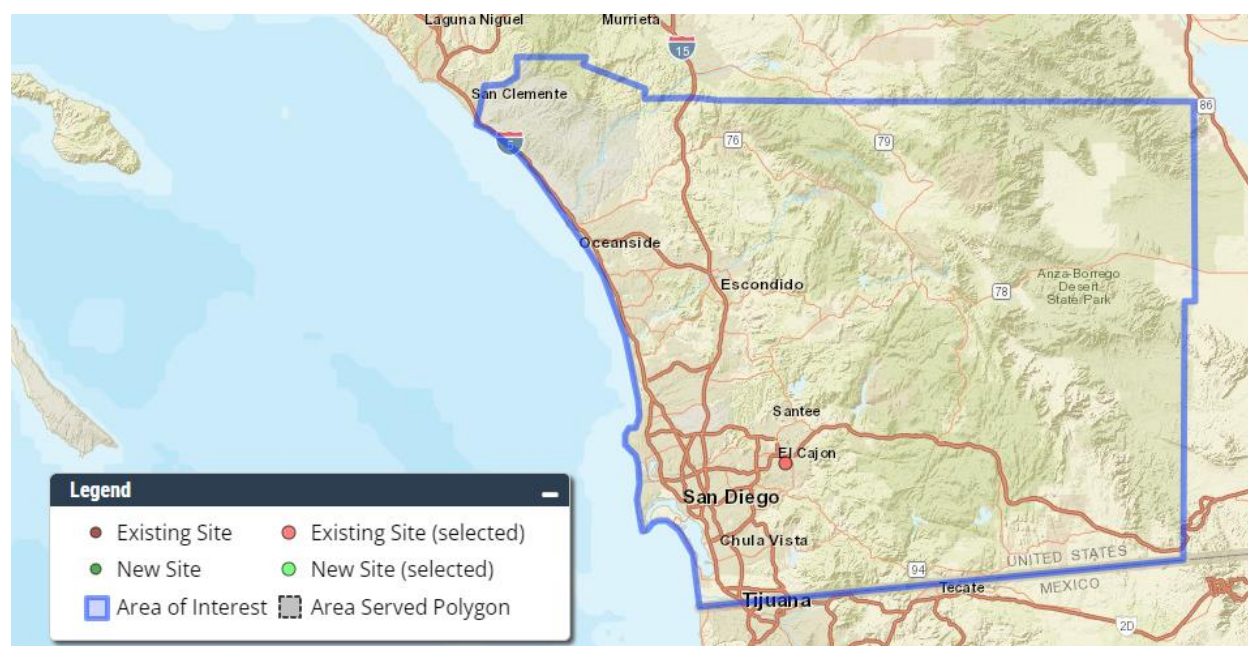 Laguna Niguel
Murrieta
15
San Clemente
86
5
76
79
Oceanside
Anza-Borrego
Desert
State Park
Escondido
78
Santee
El Cajon
San Diego
Chula Vista
UNITED STATES
94
Tecate
MEXICO
Tijuana
2D
Legend
Existing Site
Existing Site (selected)
New Site
New Site (selected)
Area of Interest
Area Served Polygon